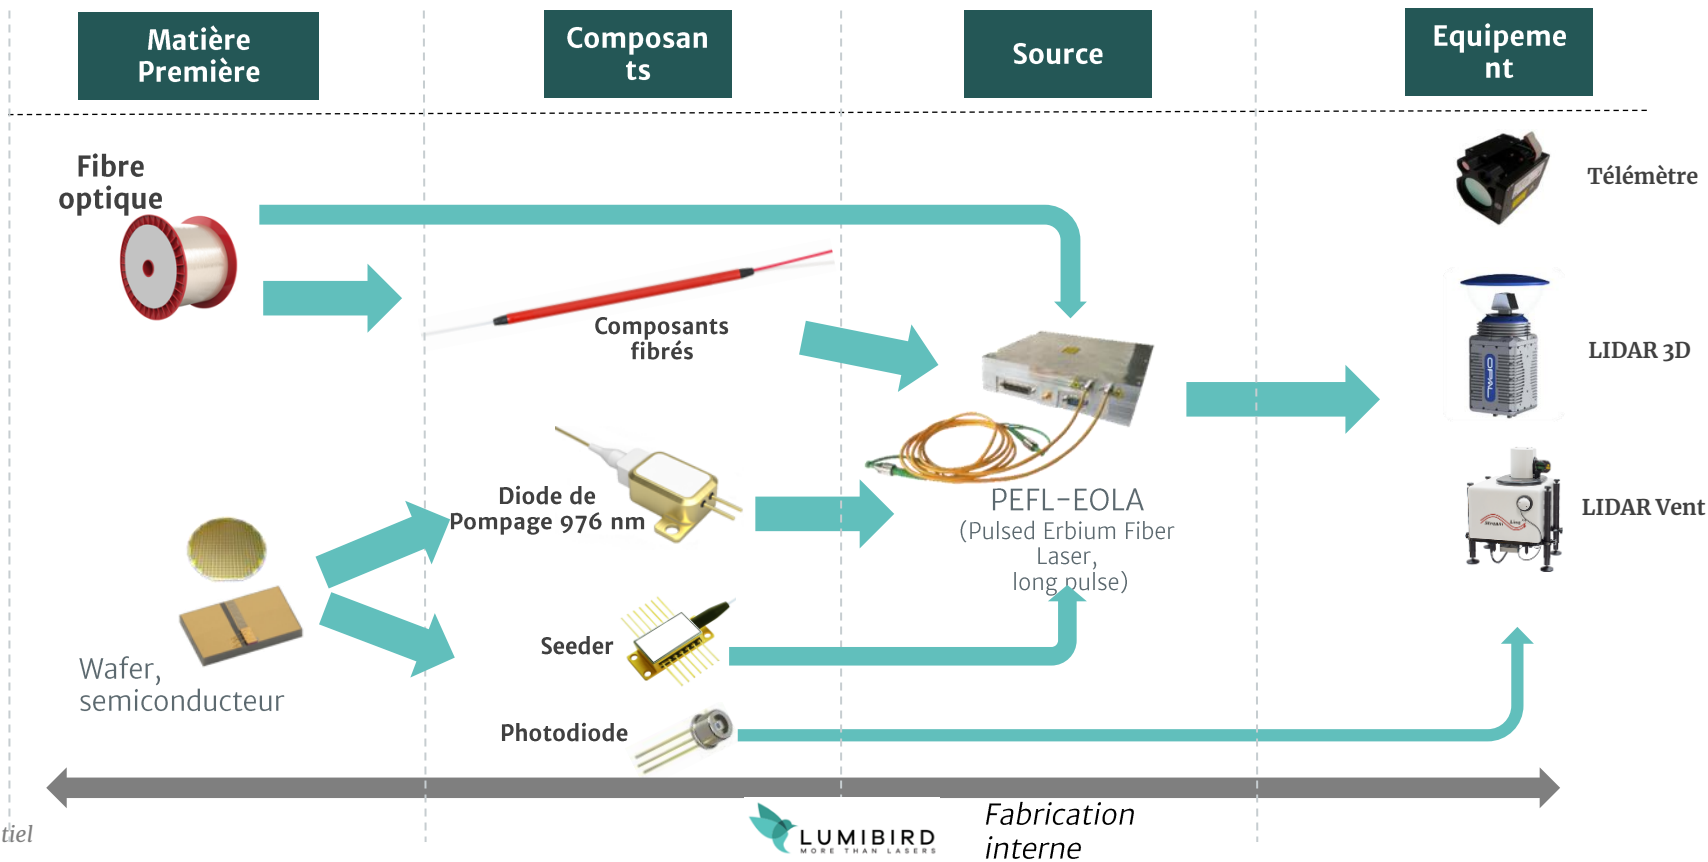 Matière
Première
Composan
ts
Source
Equipeme
nt
Fibre
optique
Télémètre
Composants
fibrés
LIDAR 3D
OPAL
Diode de
Pompage 976 nm
PEFL-EOLA
(Pulsed Erbium Fiber
Laser,
long pulse)
LIDAR Vent
Wafer,
semiconducteur
Seeder
Photodiode
tiel
LUMIBIRD
MORE THAN LASERS
Fabrication
interne